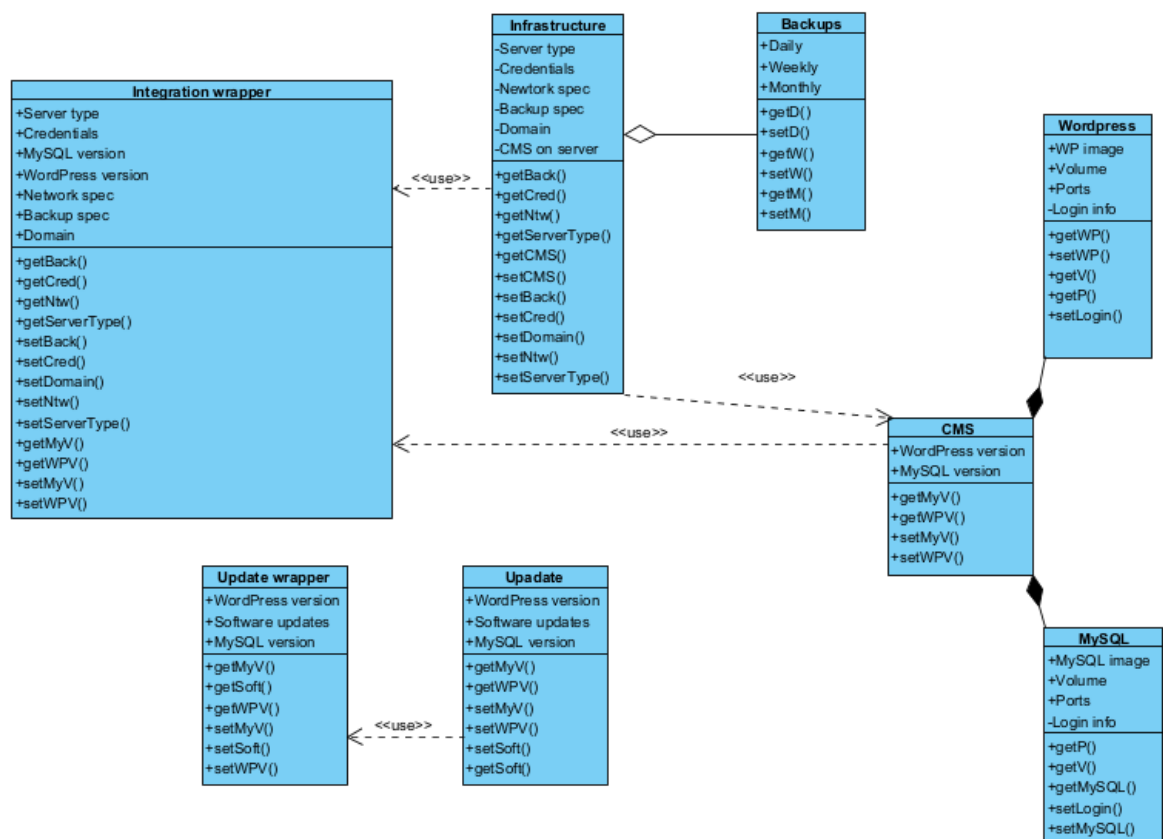 Infrastructure
-Server type
-Credentials
-Newtork spec
-Backup spec
-Domain
-CMS on server
+getBack()
+getCred()
+getNtw()
+getServerType()
+getCMS()
+setCMS()
+setBack()
+setCred()
+setDomain()
+setNtw()
+setServerType()
Backups
+Daily
+Weekly
+Monthly
+getD()
+setD()
+getW()
+setW()
+getM()
+setM()
Integration wrapper
+Server type
+Credentials
+MySQL version
+WordPress version
+Network spec
+Backup spec
+Domain
+getBack()
+getCred()
+getNtw()
+getServerType()
+setBack()
+setCred()
+setDomain()
+setNtw()
+setServerType()
+getMyV()
+getWPV()
+setMyV()
+setWPV()
<<use>>
Wordpress
+WP image
+Volume
+Ports
-Login info
+getWP()
+setWP()
+getV()
+getP()
+setLogin()
<<use>>
<<use>>
CMS
+WordPress version
+MySQL version
+getMyV()
+getWPV()
+setMyV()
+setWPV()
Update wrapper
+WordPress version
+Software updates
+MySQL version
+getMyV()
+getSoft()
+getWPV()
+setMyV()
+setSoft()
+setWPV()
<<use>>
Upadate
+WordPress version
+Software updates
+MySQL version
+getMyV()
+getWPV()
+setMyV()
+setWPV()
+setSoft()
+getSoft()
MySQL
+MySQL image
+Volume
+Ports
-Login info
+getP()
+getV()
+getMySQL()
+setLogin()
+setMySQL()